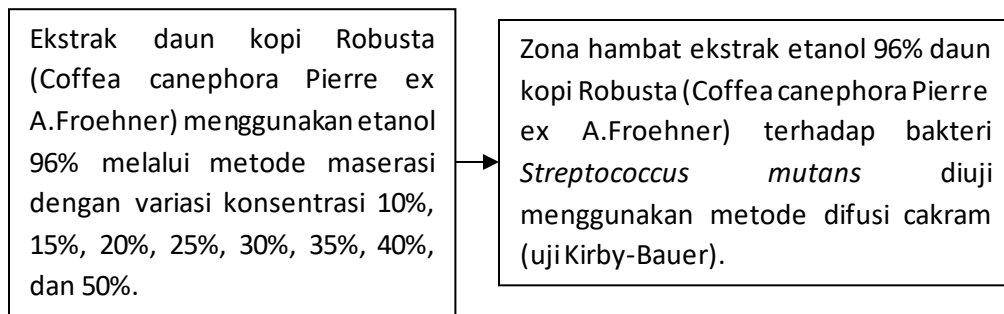 Ekstrak daun kopi Robusta
(Coffea canephora Pierre ex
A.Froehner) menggunakan etanol
96% melalui metode maserasi
dengan variasi konsentrasi 10%,
15%, 20%, 25%, 30%, 35%, 40%,
dan 50%.
Zona hambat ekstrak etanol 96% daun
kopi Robusta (Coffea canephora Pierre
ex A.Froehner) terhadap bakteri
Streptococcus mutans diuji
menggunakan metode difusi cakram
(uji Kirby-Bauer).